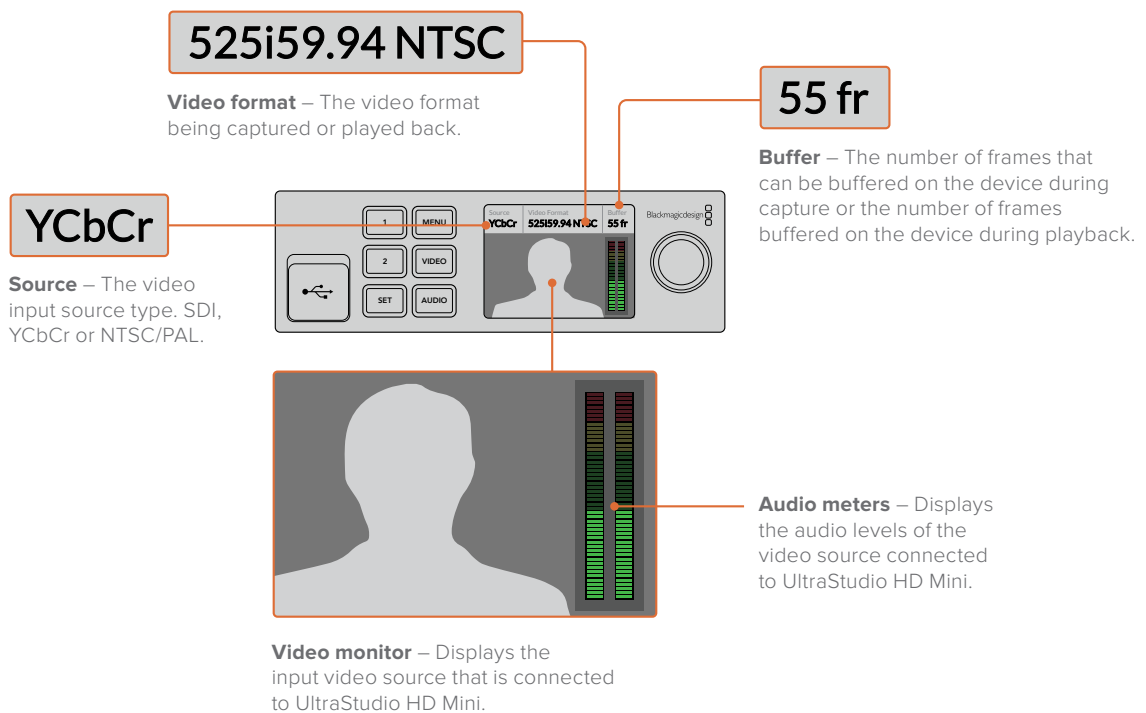 525i59.94 NTSC
Video format – The video format
being captured or played back.
55 fr
Buffer – The number of frames that
can be buffered on the device during
capture or the number of frames
buffered on the device during playback.
YCbCr
Source – The video
input source type. SDI,
YCbCr or NTSC/PAL.
1
MENU
2
VIDEO
SET
AUDIO
Source
Video Format
Buffer
YCbCr
525I59.94 NTSC
55 fr
Blackmagicdesign
Audio meters – Displays
the audio levels of the
video source connected
to UltraStudio HD Mini.
Video monitor – Displays the
input video source that is connected
to UltraStudio HD Mini.